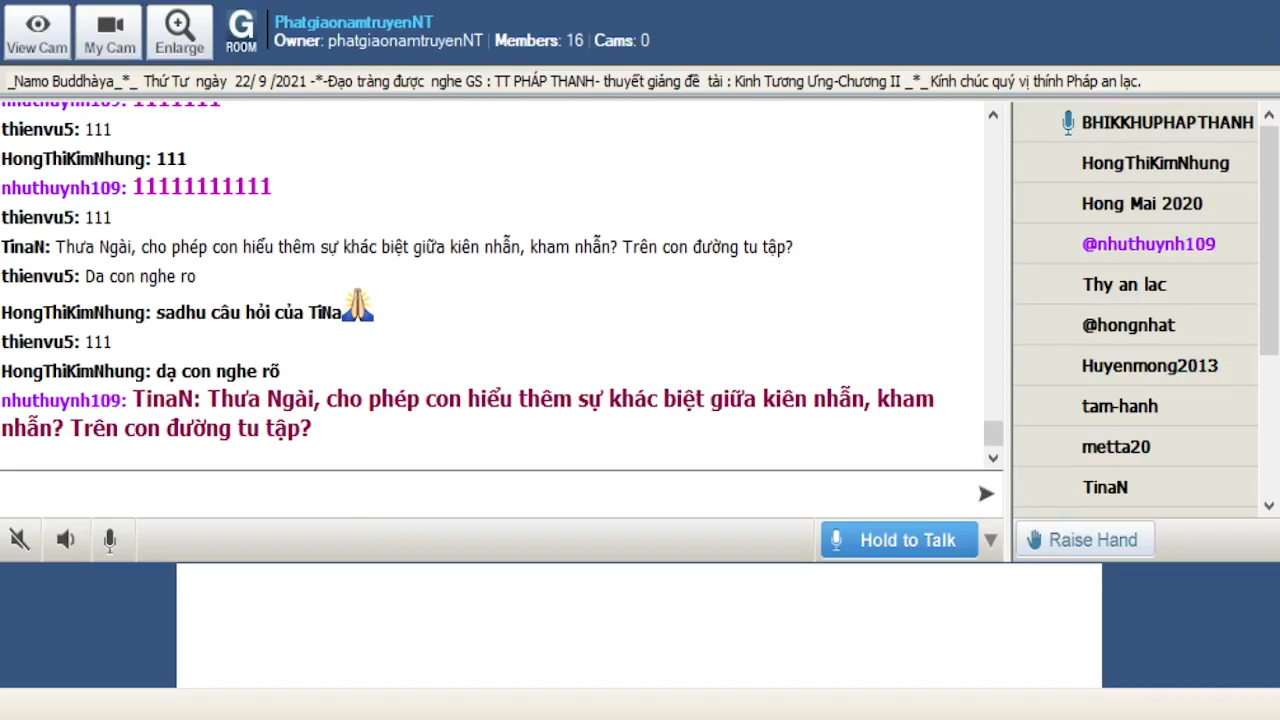 View Cam
My Cam
Enlarge
G
ROOM
PhatgiaonamtruyenNT
Owner: phatgiaonamtruyenNT | Members: 16 | Cams: 0
_Namo Buddhàya_*_ Thứ Tư ngày 22/ 9 /2021 -*-Đạo tràng được nghe GS : TT PHÁP THANH- thuyết giảng đề tài : Kinh Tương Ưng-Chương II _*_Kính chúc quý vị thính Pháp an lạc.
nhuthuynh109: 1111111
thienvu5: 111
HongThiKimNhung: 111
nhuthuynh109: 11111111111
thienvu5: 111
TinaN: Thưa Ngài, cho phép con hiểu thêm sự khác biệt giữa kiên nhẫn, kham nhẫn? Trên con đường tu tập?
thienvu5: Da con nghe ro
HongThiKimNhung: sadhu câu hỏi của TiNa
thienvu5: 111
HongThiKimNhung: dạ con nghe rõ
nhuthuynh109: TinaN: Thưa Ngài, cho phép con hiểu thêm sự khác biệt giữa kiên nhẫn, kham
nhẫn? Trên con đường tu tập?
BHIKKHUPHAPTHANH
HongThiKimNhung
Hong Mai 2020
@nhuthuynh109
Thy an lac
@hongnhat
Huyenmong2013
tam-hanh
metta20
TinaN
Hold to Talk
Raise Hand